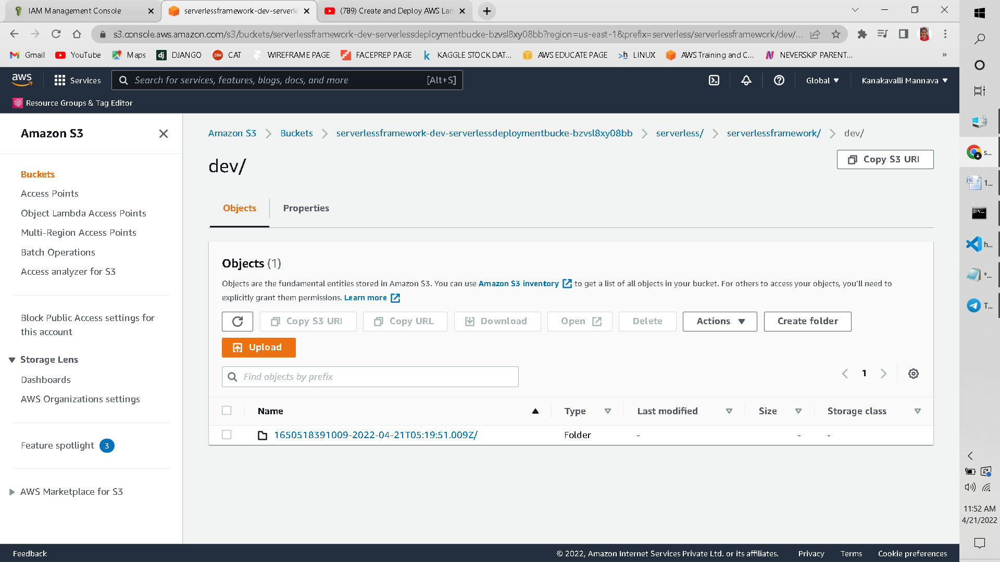 IAM Management Console
serverlessframework-dev-serverle
(789) Create and Deploy AWS Lan
s3.console.aws.amazon.com/s3/buckets/serverlessframework-dev-serverlessdeploymentbucke-bzvsl8xy08bb?region=us-east-1&prefix=serverless/serverlessframework/dev/...
Gmail YouTube Maps dj DJANGO CAT WIREFRAME PAGE FACEPREP PAGE k KAGGLE STOCK DAT... AWS EDUCATE PAGE >h LINUX AWS Training and C... N NEVERSKIP PARENT... »
aws Services Search for services, features, blogs, docs, and more [Alt+S] Global Kanakavalli Mannava
Resource Groups & Tag Editor
Amazon S3
Buckets
Access Points
Object Lambda Access Points
Multi-Region Access Points
Batch Operations
Access analyzer for S3
Block Public Access settings for
this account
Storage Lens
Dashboards
AWS Organizations settings
Feature spotlight 3
AWS Marketplace for S3
Amazon S3 Buckets serverlessframework-dev-serverlessdeploymentbucke-bzvsl8xy08bb serverless/ serverlessframework/ dev/
dev/
Copy S3 URI
Objects Properties
Objects (1)
Objects are the fundamental entities stored in Amazon S3. You can use Amazon S3 inventory to get a list of all objects in your bucket. For others to access your objects, you'll need to
explicitly grant them permissions. Learn more
Copy S3 URI Copy URL Download Open Delete Actions Create folder
Upload
Find objects by prefix
1
Name Type Last modified Size Storage class
1650518391009-2022-04-21T05:19:51.009Z/ Folder - - -
Feedback © 2022, Amazon Internet Services Private Ltd. or its affiliates. Privacy Terms Cookie preferences
s...
1...
h...
*...
T...
11:52 AM
4/21/2022